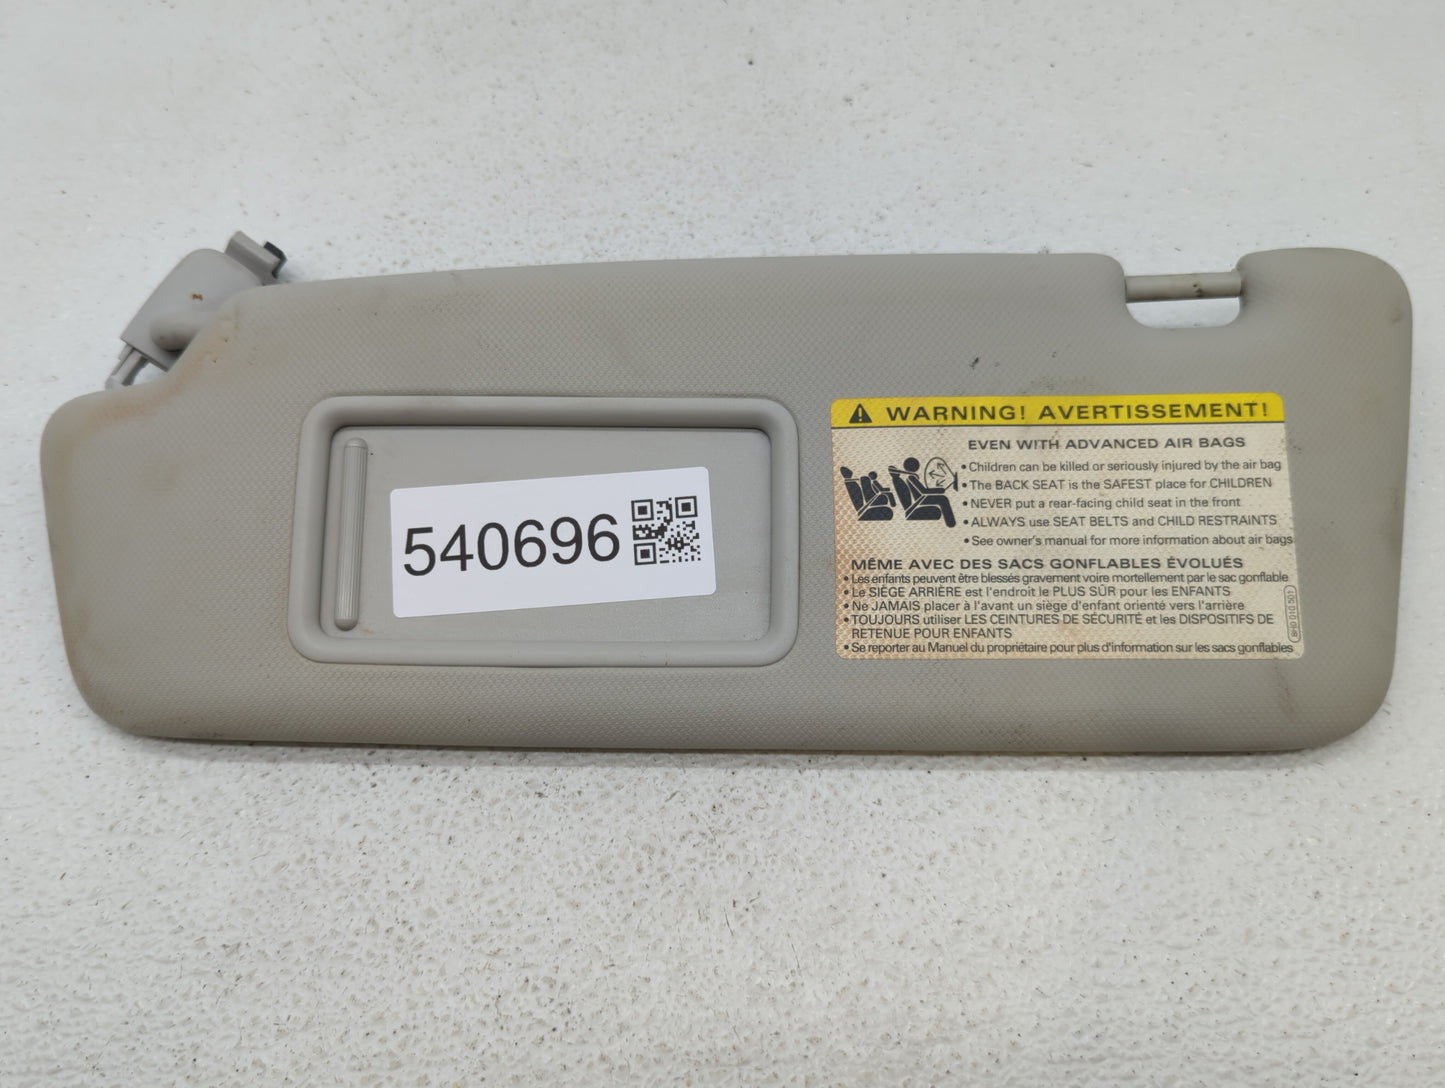 540696
WARNING! AVERTISSEMENT!
EVEN WITH ADVANCED AIR BAGS
• Children can be killed or seriously injured by the air bag
• The BACK SEAT is the SAFEST place for CHILDREN
• NEVER put a rear-facing child seat in the front
• ALWAYS use SEAT BELTS and CHILD RESTRAINTS
• See owner's manual for more information about air bags
MÊME AVEC DES SACS GONFLABLES ÉVOLUÉS
• Les enfants peuvent être blessés gravement voire mortellement par le sac gonflable
• Le SIÈGE ARRIÈRE est l'endroit le PLUS SÛR pour les ENFANTS
• Ne JAMAIS placer à l'avant un siège d'enfant orienté vers l'arrière
• TOUJOURS utiliser LES CEINTURES DE SÉCURITÉ et les DISPOSITIFS DE
RETENUE POUR ENFANTS
• Se reporter au Manuel du propriétaire pour plus d'information sur les sacs gonflables
8H0 010 501